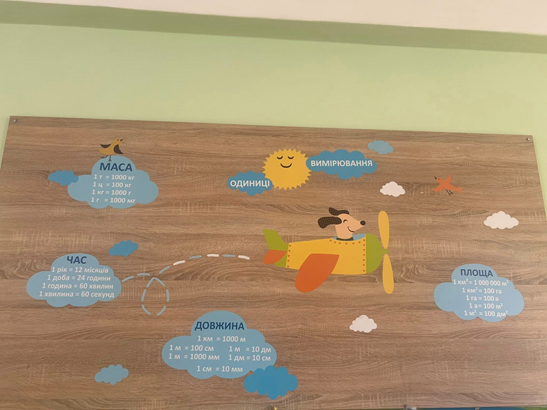 МАСА
1 т = 1000 кг
1 ц = 100 кг
1 кг = 1000 г
1 г = 1000 мг
ОДИНИЦІ
ВИМІРЮВАННЯ
ЧАС
1 рік = 12 місяців
1 доба = 24 години
1 година = 60 хвилин
1 хвилина = 60 секунд
ДОВЖИНА
1 км = 1000 м
1 м = 100 см 1 м = 10 дм
1 м = 1000 мм 1 дм = 10 см
1 см = 10 мм
ПЛОЩА
1 км² = 1 000 000 м²
1 км² = 100 га
1 га = 100 а
1 а = 100 м²
1 м² = 100 дм²